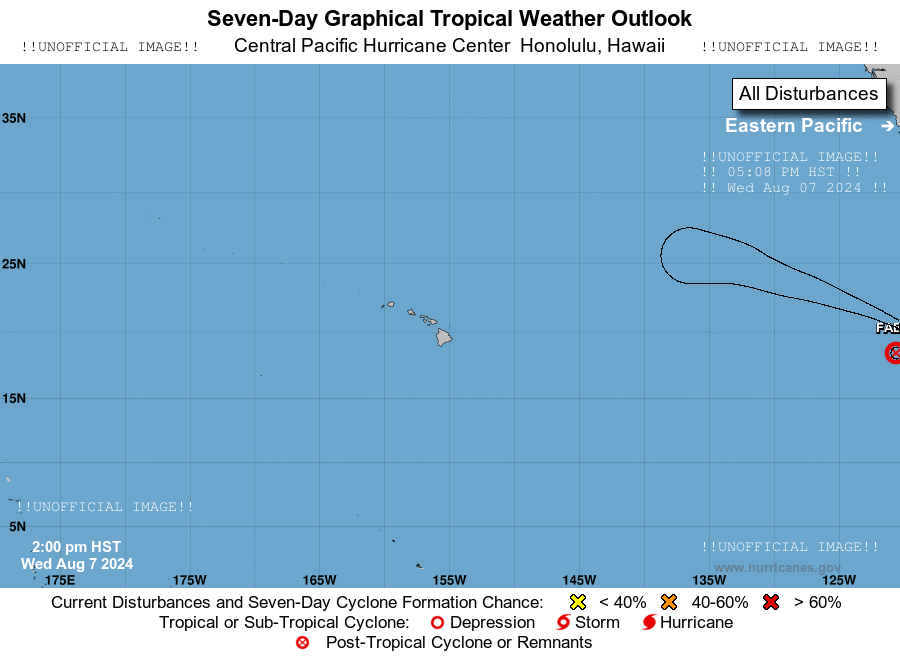 Seven-Day Graphical Tropical Weather Outlook
!!UNOFFICIAL IMAGE!! Central Pacific Hurricane Center Honolulu, Hawaii !!UNOFFICIAL IMAGE!!
All Disturbances
35N
Eastern Pacific
!!UNOFFICIAL IMAGE!!
!! 05:08 PM HST !!
!! Wed Aug 07 2024 !!
25N
15N
!!UNOFFICIAL IMAGE!!
5N
2:00 pm HST
Wed Aug 7 2024
!!UNOFFICIAL IMAGE!!
www.hurricanes.gov
175E 175W 165W 155W 145W 135W 125W
Current Disturbances and Seven-Day Cyclone Formation Chance: < 40% 40-60% > 60%
Tropical or Sub-Tropical Cyclone: Depression Storm Hurricane
Post-Tropical Cyclone or Remnants